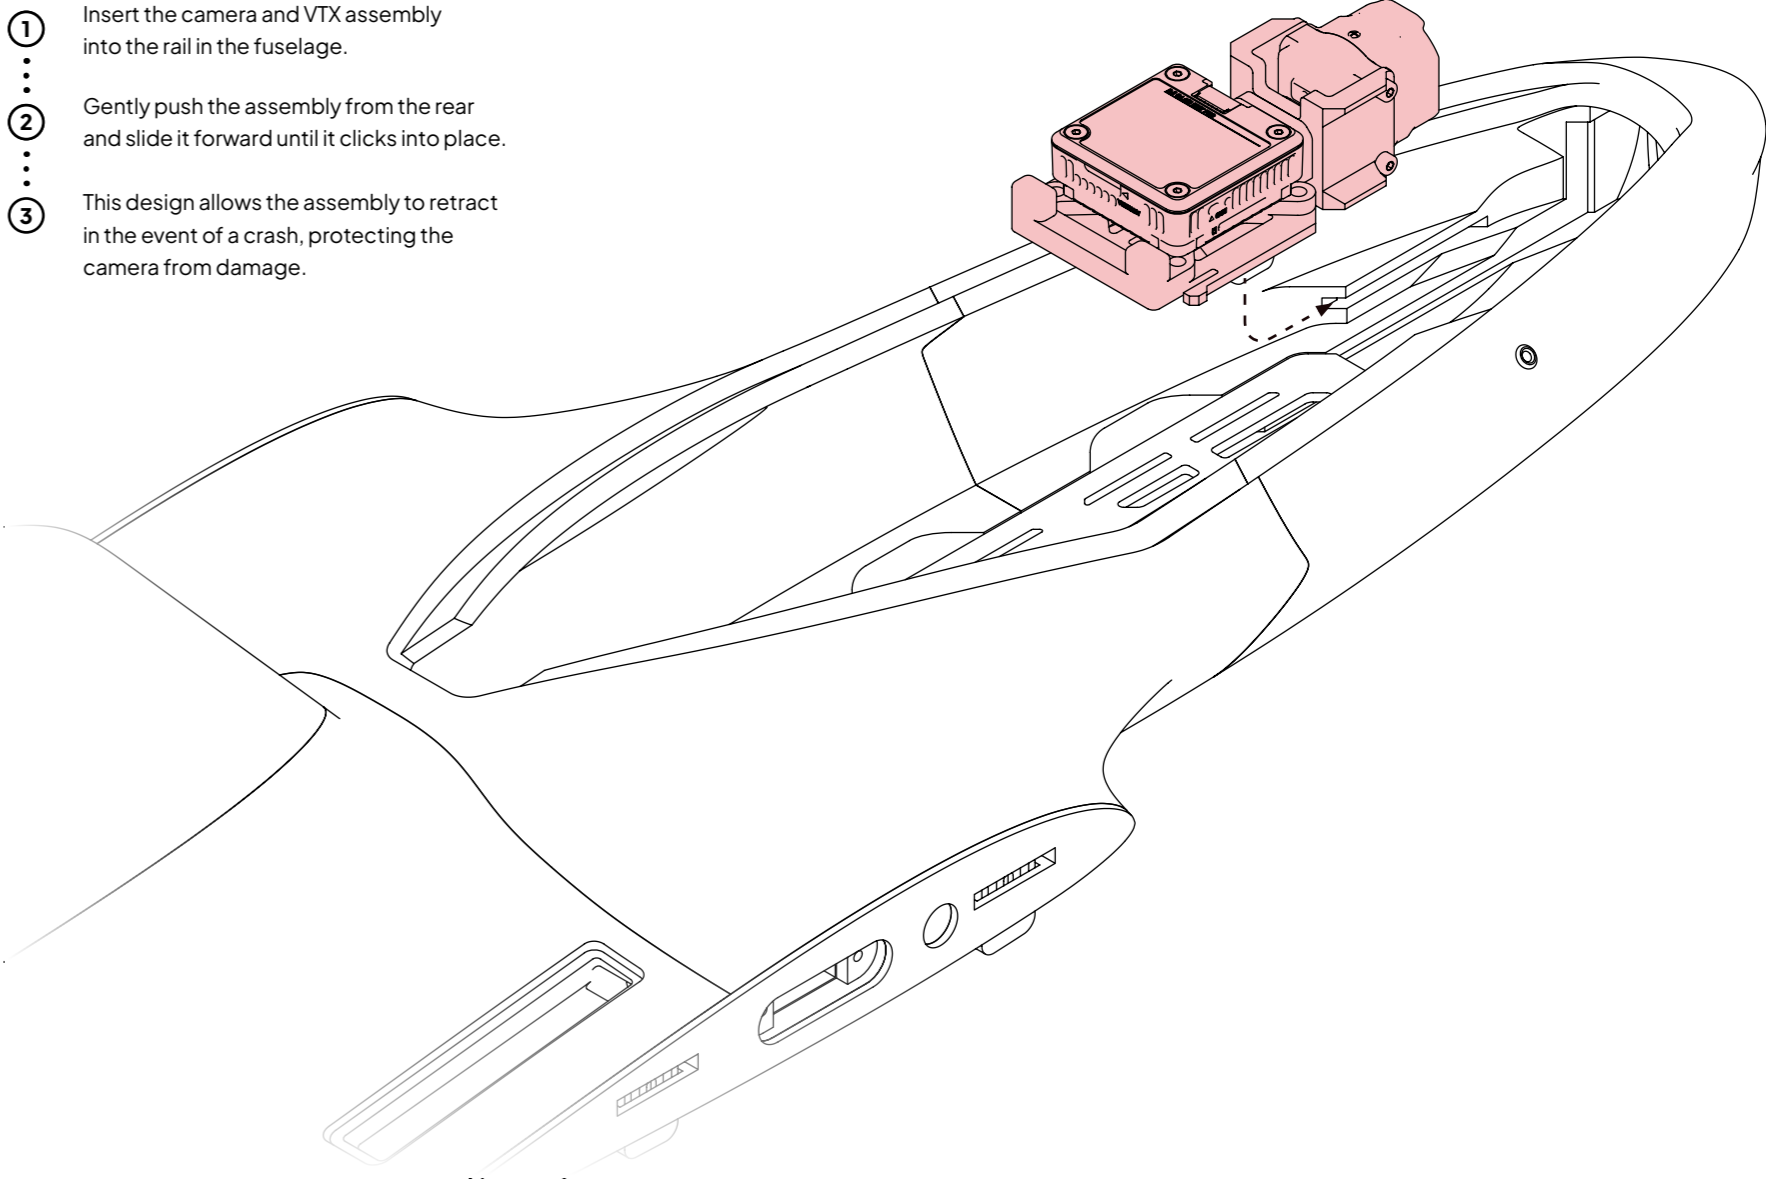 1
Insert the camera and VTX assembly
into the rail in the fuselage.
2
Gently push the assembly from the rear
and slide it forward until it clicks into place.
3
This design allows the assembly to retract
in the event of a crash, protecting the
camera from damage.